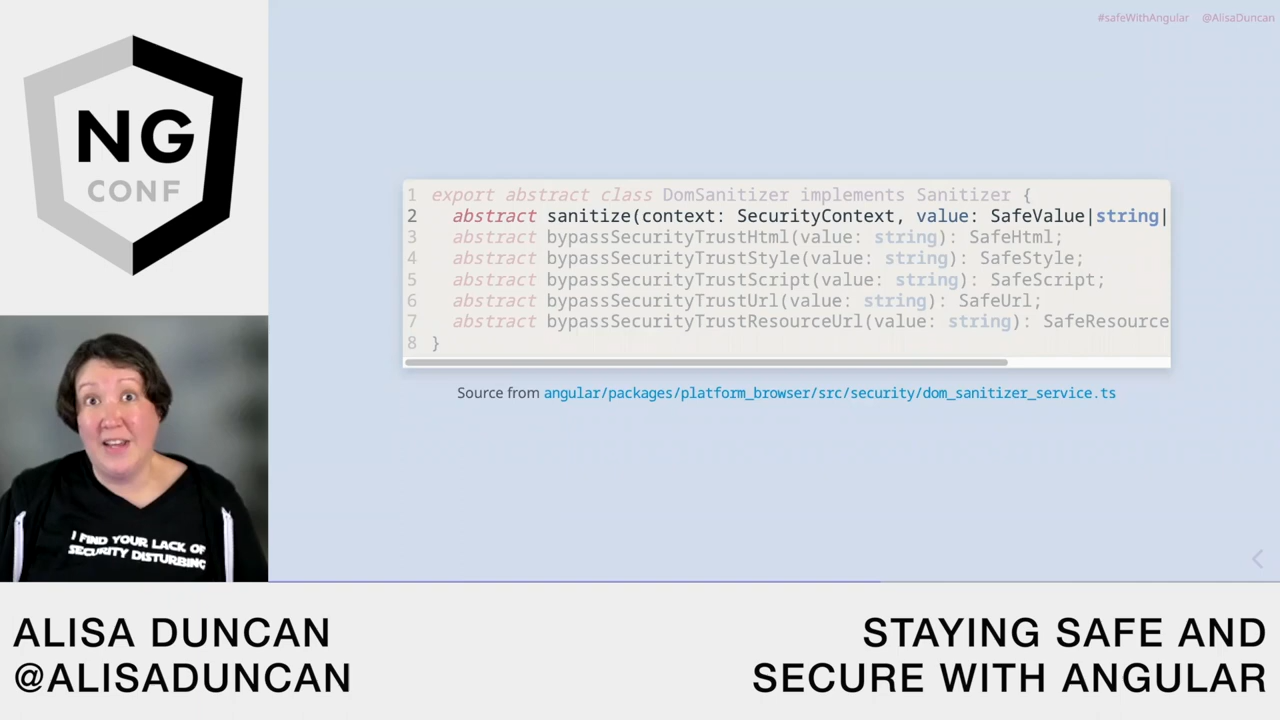 #safeWithAngular @AlisaDuncan
NG
CONF
1 export abstract class DomSanitizer implements Sanitizer {
2 abstract sanitize(context: SecurityContext, value: SafeValue|string|
3 abstract bypassSecurityTrustHtml(value: string): SafeHtml;
4 abstract bypassSecurityTrustStyle(value: string): SafeStyle;
5 abstract bypassSecurityTrustScript(value: string): SafeScript;
6 abstract bypassSecurityTrustUrl(value: string): SafeUrl;
7 abstract bypassSecurityTrustResourceUrl(value: string): SafeResource
8 }
Source from angular/packages/platform_browser/src/security/dom_sanitizer_service.ts
I FIND YOUR LACK OF
SECURITY DISTURBING
ALISA DUNCAN
@ALISADUNCAN
STAYING SAFE AND
SECURE WITH ANGULAR